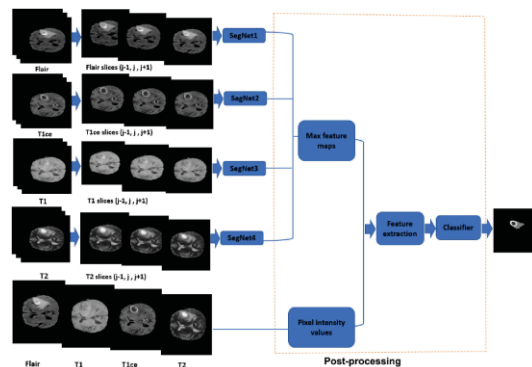 Flair
Flair slices (j-1, j , j+1)
SegNet1
T1ce
T1ce slices (j-1, j , j+1)
SegNet2
T1
T1 slices (j-1, j , j+1)
SegNet3
T2
T2 slices (j-1, j , j+1)
SegNet4
Max feature
maps
Feature
extraction
Classifier
Pixel intensity
values
Flair
T1
T1ce
T2
Post-processing